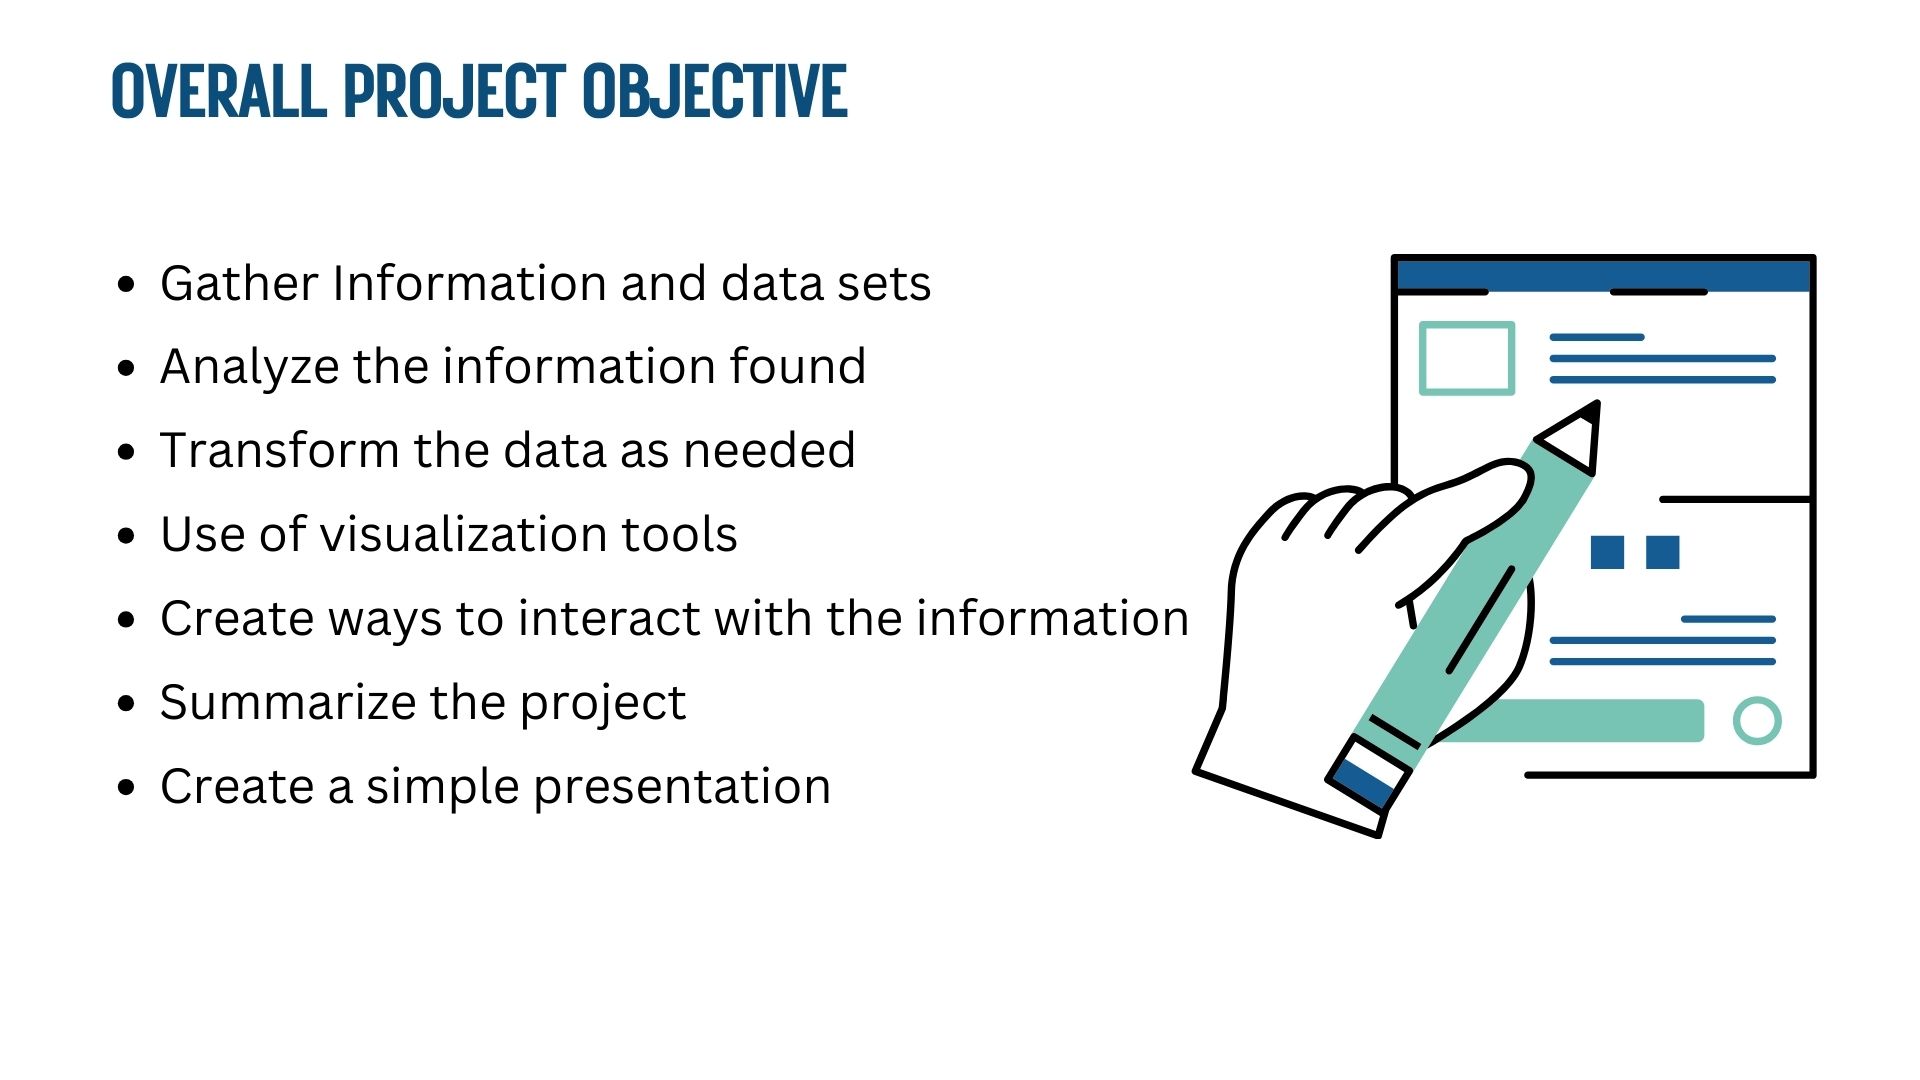 OVERALL PROJECT OBJECTIVE
• Gather Information and data sets
• Analyze the information found
• Transform the data as needed
• Use of visualization tools
• Create ways to interact with the information
• Summarize the project
• Create a simple presentation